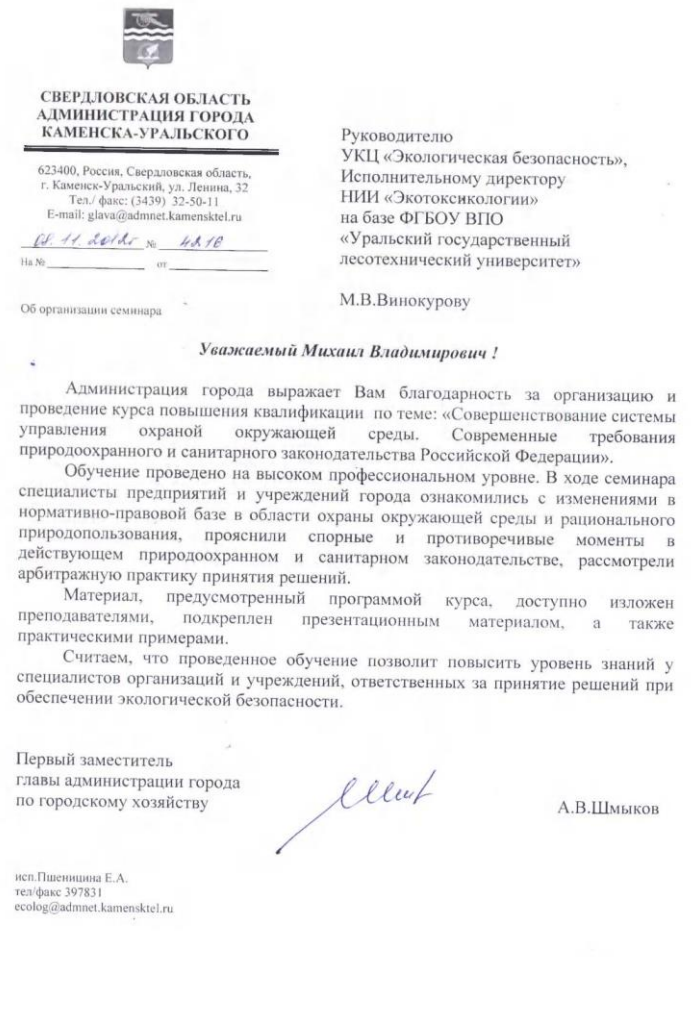 СВЕРДЛОВСКАЯ ОБЛАСТЬ
АДМИНИСТРАЦИЯ ГОРОДА
КАМЕНСКА-УРАЛЬСКОГО
623400, Россия, Свердловская область,
г. Каменск-Уральский, ул. Ленина, 32
Тел./ факс: (3439) 32-50-11
E-mail: glava@admnet.kamensktel.ru
08.11.2012г № 4216
На № от
Об организации семинара
Руководителю
УКЦ «Экологическая безопасность»,
Исполнительному директору
НИИ «Экотоксикологии»
на базе ФГБОУ ВПО
«Уральский государственный
лесотехнический университет»
М.В.Винокурову
Уважаемый Михаил Владимирович !
Администрация города выражает Вам благодарность за организацию и
проведение курса повышения квалификации по теме: «Совершенствование системы
управления охраной окружающей среды. Современные требования
природоохранного и санитарного законодательства Российской Федерации».
Обучение проведено на высоком профессиональном уровне. В ходе семинара
специалисты предприятий и учреждений города ознакомились с изменениями в
нормативно-правовой базе в области охраны окружающей среды и рационального
природопользования, прояснили спорные и противоречивые моменты в
действующем природоохранном и санитарном законодательстве, рассмотрели
арбитражную практику принятия решений.
Материал, предусмотренный программой курса, доступно изложен
преподавателями, подкреплен презентационным материалом, а также
практическими примерами.
Считаем, что проведенное обучение позволит повысить уровень знаний у
специалистов организаций и учреждений, ответственных за принятие решений при
обеспечении экологической безопасности.
Первый заместитель
главы администрации города
по городскому хозяйству
А.В.Шмыков
исп.Пшеницина Е.А.
тел/факс 397831
ecolog@admnet.kamensktel.ru